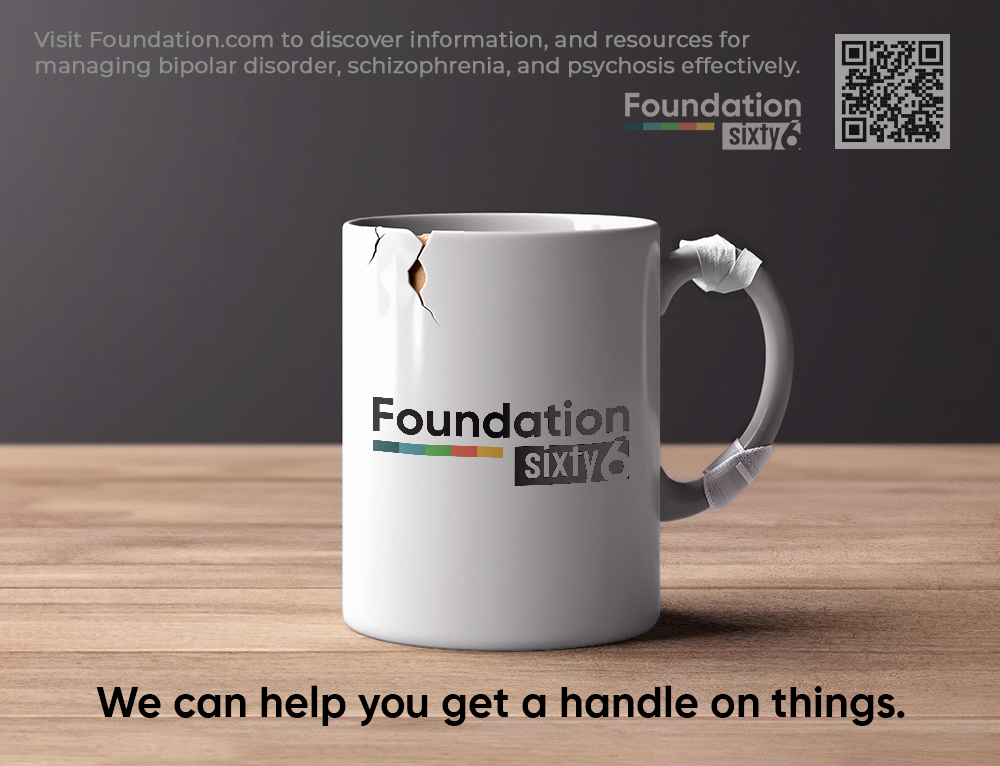 Visit Foundation.com to discover information, and resources for
managing bipolar disorder, schizophrenia, and psychosis effectively.
Foundation
sixty6
Foundation
sixty6
We can help you get a handle on things.